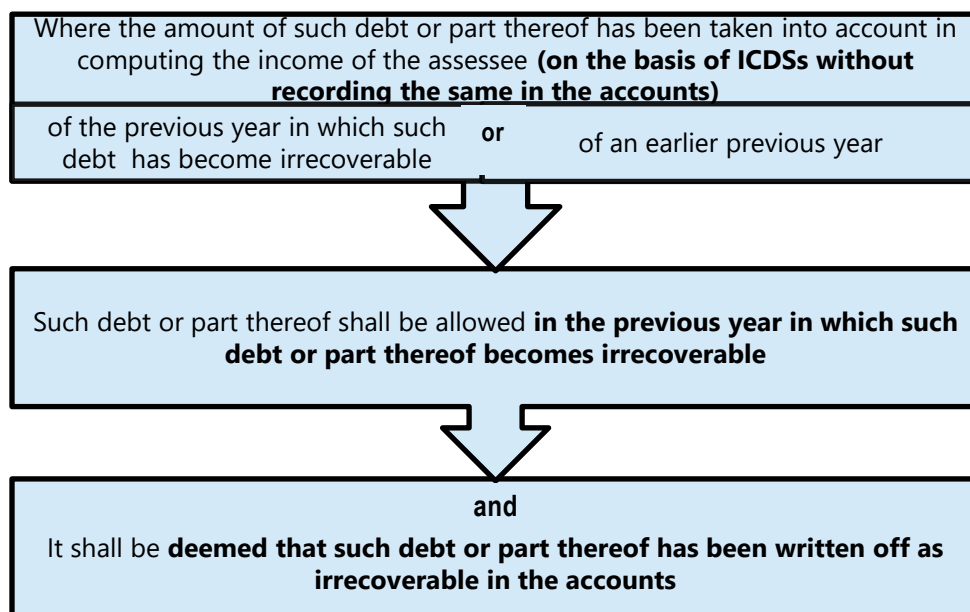 Where the amount of such debt or part thereof has been taken into account in
computing the income of the assessee (on the basis of ICDSs without
recording the same in the accounts)
of the previous year in which such
debt has become irrecoverable
or
of an earlier previous year
Such debt or part thereof shall be allowed in the previous year in which such
debt or part thereof becomes irrecoverable
and
It shall be deemed that such debt or part thereof has been written off as
irrecoverable in the accounts